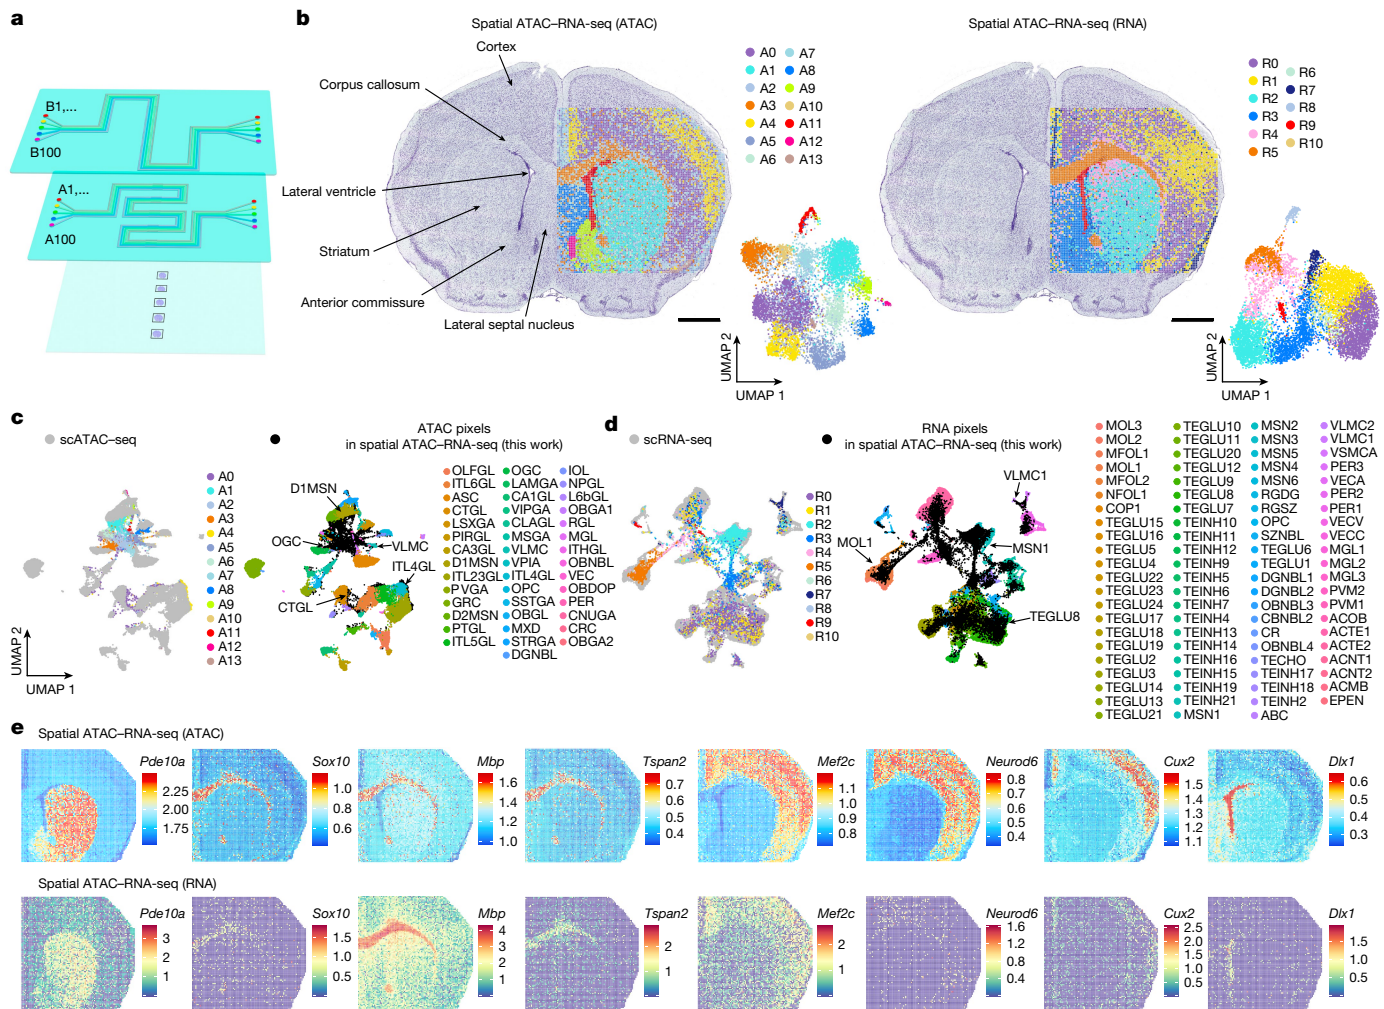 a
B1,...
B100
A1,...
A100
b
Spatial ATAC–RNA-seq (ATAC)
Cortex
Corpus callosum
Lateral ventricle
Striatum
Anterior commissure
Lateral septal nucleus
A0
A1
A2
A3
A4
A5
A6
A7
A8
A9
A10
A11
A12
A13
UMAP 2
UMAP 1
Spatial ATAC–RNA-seq (RNA)
R0
R1
R2
R3
R4
R5
R6
R7
R8
R9
R10
UMAP 2
UMAP 1
c
scATAC–seq
ATAC pixels
in spatial ATAC–RNA-seq (this work)
A0
A1
A2
A3
A4
A5
A6
A7
A8
A9
A10
A11
A12
A13
UMAP 2
UMAP 1
D1MSN
OGC
VLMC
ITL4GL
CTGL
OLFGL
ITL6GL
ASC
CTGL
LSXGA
PIRGL
CA3GL
D1MSN
ITL23GL
PVGA
GRC
D2MSN
PTGL
ITL5GL
OGC
LAMGA
CA1GL
VIPGA
CLAGL
MSGA
VLMC
VPIA
ITL4GL
OPC
SSTGA
OBGL
MXD
STRGA
DGNBL
IOL
NPGL
L6bGL
OBGA1
RGL
MGL
ITHGL
OBNBL
VEC
OBDOP
PER
CNUGA
CRC
OBGA2
d
scRNA-seq
RNA pixels
in spatial ATAC–RNA-seq (this work)
R0
R1
R2
R3
R4
R5
R6
R7
R8
R9
R10
VLMC1
MOL1
MSN1
TEGLU8
MOL3
MOL2
MFOL1
MOL1
MFOL2
NFOL1
COP1
TEGLU15
TEGLU16
TEGLU5
TEGLU4
TEGLU22
TEGLU23
TEGLU24
TEGLU17
TEGLU18
TEGLU19
TEGLU2
TEGLU3
TEGLU14
TEGLU13
TEGLU21
TEGLU10
TEGLU11
TEGLU20
TEGLU12
TEGLU9
TEGLU8
TEGLU7
TEINH10
TEINH11
TEINH12
TEINH9
TEINH5
TEINH6
TEINH7
TEINH4
TEINH13
TEINH14
TEINH16
TEINH15
TEINH19
TEINH21
MSN1
MSN2
MSN3
MSN5
MSN4
MSN6
RGDG
RGSZ
OPC
SZNBL
TEGLU6
TEGLU1
DGNBL1
DGNBL2
OBNBL3
CBNBL2
CR
OBNBL4
TECHO
TEINH17
TEINH18
TEINH2
ABC
VLMC2
VLMC1
VSMCA
PER3
VECA
PER2
PER1
VECV
VECC
MGL1
MGL2
MGL3
PVM2
PVM1
ACOB
ACTE1
ACTE2
ACNT1
ACNT2
ACMB
EPEN
e
Spatial ATAC–RNA-seq (ATAC)
Pde10a
2.25
2.00
1.75
Sox10
1.0
0.8
0.6
Mbp
1.6
1.4
1.2
1.0
Tspan2
0.7
0.6
0.5
0.4
Mef2c
1.1
1.0
0.9
0.8
Neurod6
0.8
0.7
0.6
0.5
0.4
Cux2
1.5
1.4
1.3
1.2
1.1
Dlx1
0.6
0.5
0.4
0.3
Spatial ATAC–RNA-seq (RNA)
Pde10a
3
2
1
Sox10
1.5
1.0
0.5
Mbp
4
3
2
1
Tspan2
2
1
Mef2c
2
1
Neurod6
1.6
1.2
0.8
0.4
Cux2
2.5
2.0
1.5
1.0
0.5
Dlx1
1.5
1.0
0.5